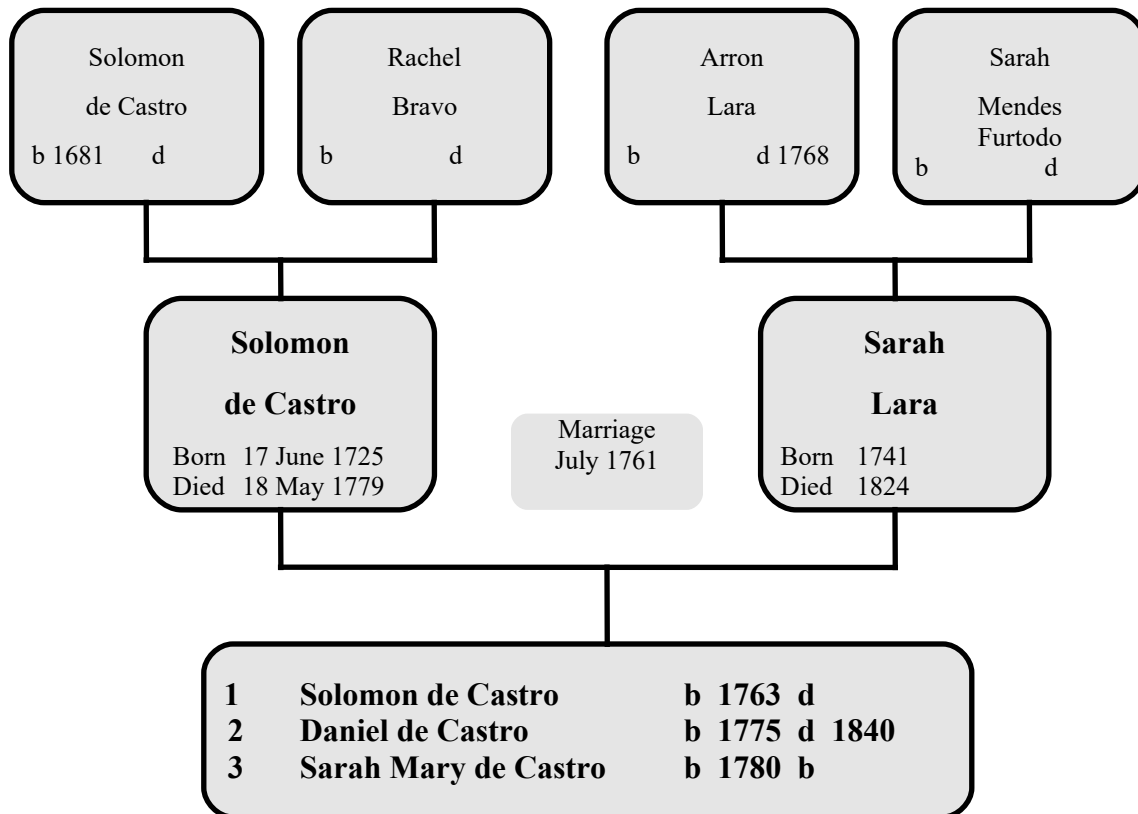 Solomon
de Castro
b 1681 d
Rachel
Bravo
b d
Arron
Lara
b d 1768
Sarah
Mendes
Furtodo
b d
Solomon
de Castro
Born 17 June 1725
Died 18 May 1779
Marriage
July 1761
Sarah
Lara
Born 1741
Died 1824
1 Solomon de Castro b 1763 d
2 Daniel de Castro b 1775 d 1840
3 Sarah Mary de Castro b 1780 b